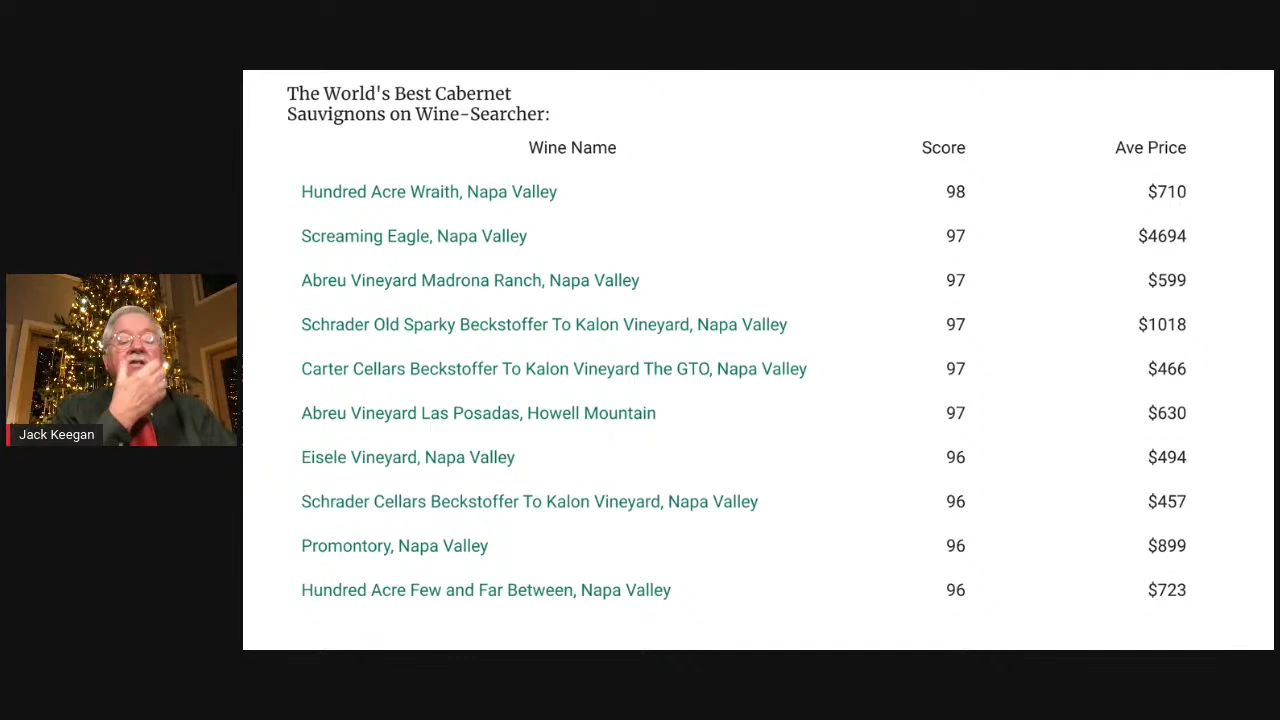 The World's Best Cabernet
Sauvignons on Wine-Searcher:
Wine Name Score Ave Price
Hundred Acre Wraith, Napa Valley 98 $710
Screaming Eagle, Napa Valley 97 $4694
Abreu Vineyard Madrona Ranch, Napa Valley 97 $599
Schrader Old Sparky Beckstoffer To Kalon Vineyard, Napa Valley 97 $1018
Carter Cellars Beckstoffer To Kalon Vineyard The GTO, Napa Valley 97 $466
Abreu Vineyard Las Posadas, Howell Mountain 97 $630
Eisele Vineyard, Napa Valley 96 $494
Schrader Cellars Beckstoffer To Kalon Vineyard, Napa Valley 96 $457
Promontory, Napa Valley 96 $899
Hundred Acre Few and Far Between, Napa Valley 96 $723
Jack Keegan